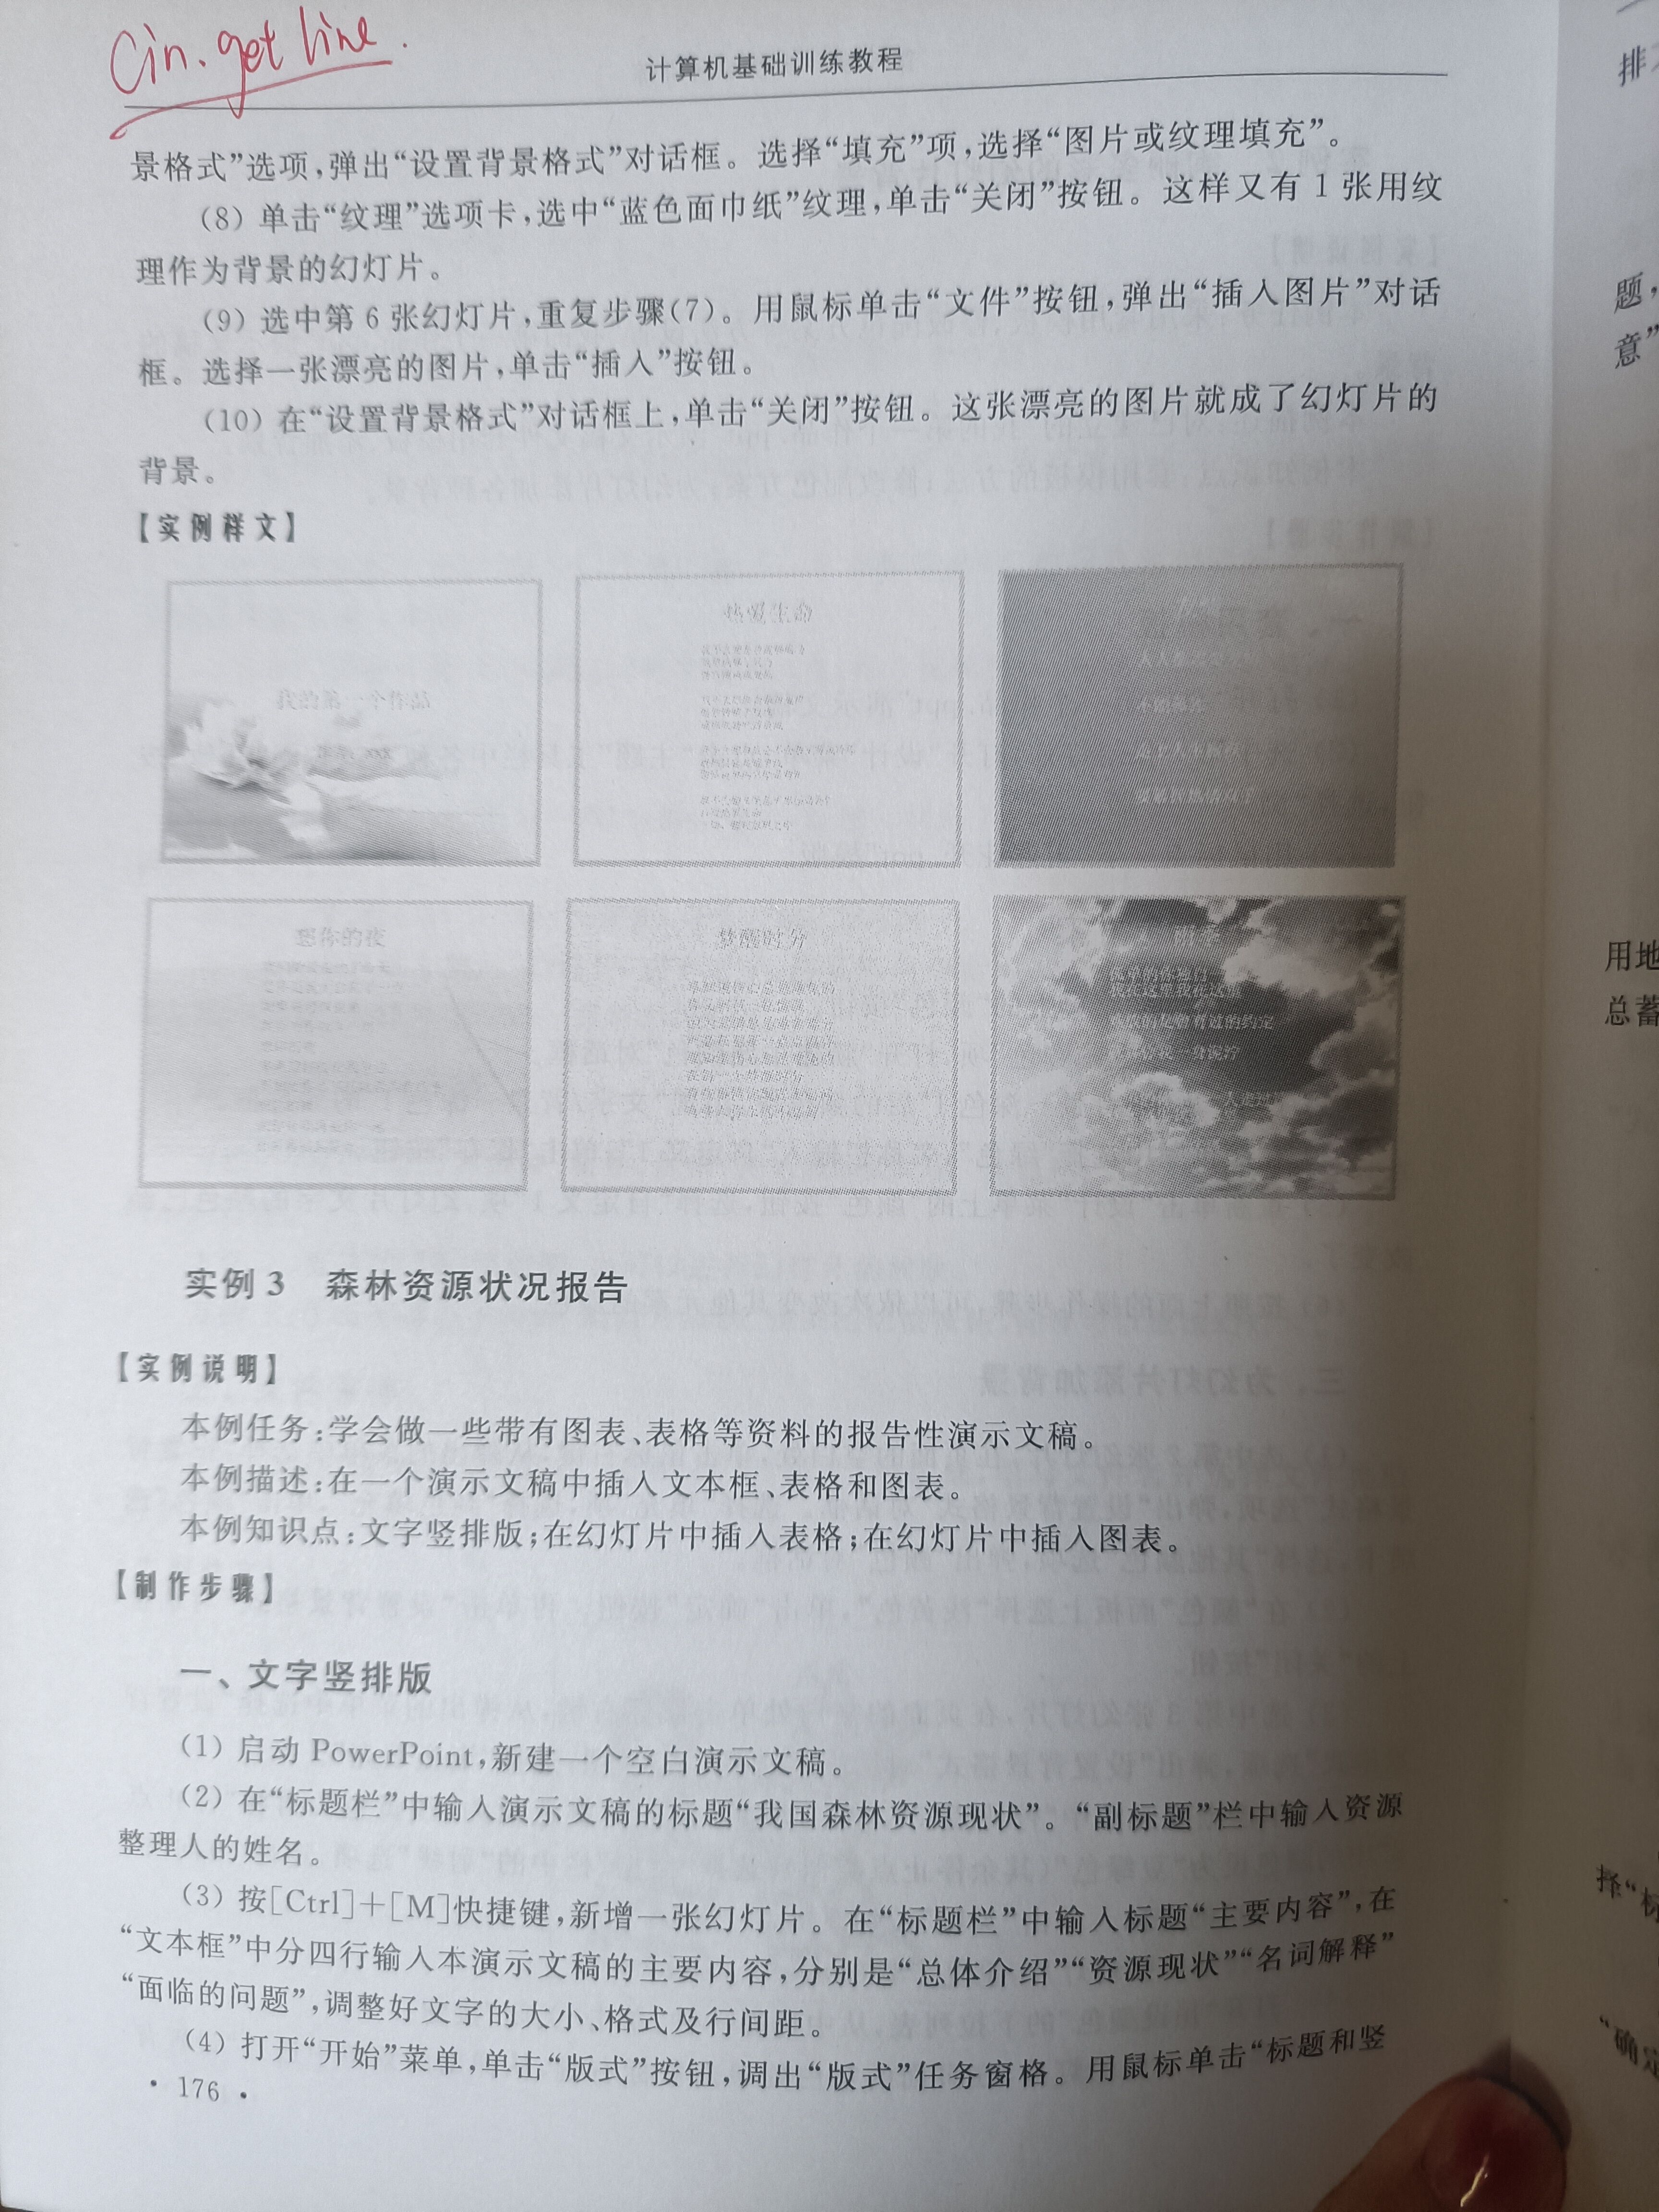 Cin. get line.
计算机基础训练教程
景格式”选项,弹出“设置背景格式”对话框。选择“填充”项,选择“图片或纹理填充”。
(8) 单击“纹理”选项卡,选中“蓝色面巾纸”纹理,单击“关闭”按钮。这样又有 1 张用纹
理作为背景的幻灯片。
(9) 选中第 6 张幻灯片,重复步骤(7)。用鼠标单击“文件”按钮,弹出“插入图片”对话
框。选择一张漂亮的图片,单击“插入”按钮。
(10) 在“设置背景格式”对话框上,单击“关闭”按钮。这张漂亮的图片就成了幻灯片的
背景。
【实例样文】
我的第一个作品
热爱生命
想你的夜
梦醒时分
实例 3 森林资源状况报告
【实例说明】
本例任务:学会做一些带有图表、表格等资料的报告性演示文稿。
本例描述:在一个演示文稿中插入文本框、表格和图表。
本例知识点:文字竖排版;在幻灯片中插入表格;在幻灯片中插入图表。
【制作步骤】
一、文字竖排版
(1) 启动 PowerPoint,新建一个空白演示文稿。
(2) 在“标题栏”中输入演示文稿的标题“我国森林资源现状”。“副标题”栏中输入资源
整理人的姓名。
(3) 按[Ctrl]+[M]快捷键,新增一张幻灯片。在“标题栏”中输入标题“主要内容”,在
“文本框”中分四行输入本演示文稿的主要内容,分别是“总体介绍”“资源现状”“名词解释”
“面临的问题”,调整好文字的大小、格式及行间距。
(4) 打开“开始”菜单,单击“版式”按钮,调出“版式”任务窗格。用鼠标单击“标题和竖
· 176 ·
题,
意”
用地
总蓄
择“标
“确定